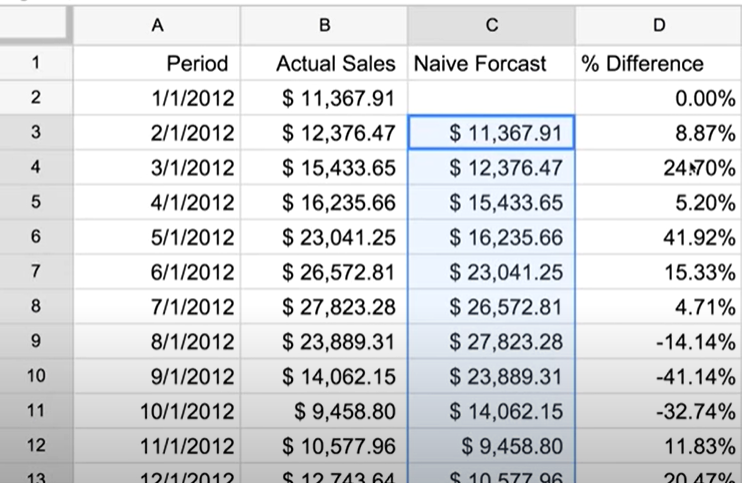 A B C D
1 Period Actual Sales Naive Forcast % Difference
2 1/1/2012 $ 11,367.91 0.00%
3 2/1/2012 $ 12,376.47 $ 11,367.91 8.87%
4 3/1/2012 $ 15,433.65 $ 12,376.47 24.70%
5 4/1/2012 $ 16,235.66 $ 15,433.65 5.20%
6 5/1/2012 $ 23,041.25 $ 16,235.66 41.92%
7 6/1/2012 $ 26,572.81 $ 23,041.25 15.33%
8 7/1/2012 $ 27,823.28 $ 26,572.81 4.71%
9 8/1/2012 $ 23,889.31 $ 27,823.28 -14.14%
10 9/1/2012 $ 14,062.15 $ 23,889.31 -41.14%
11 10/1/2012 $ 9,458.80 $ 14,062.15 -32.74%
12 11/1/2012 $ 10,577.96 $ 9,458.80 11.83%
13 12/1/2012 $ 12,743.64 $ 10,577.96 20.47%